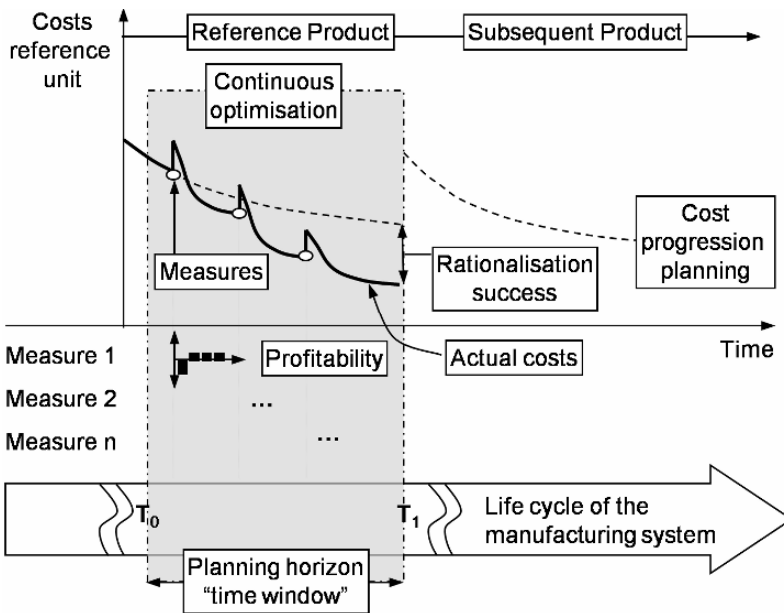 Costs
reference
unit
Reference Product
Subsequent Product
Continuous
optimisation
Measures
Cost
progression
planning
Rationalisation
success
Time
Measure 1
Profitability
Actual costs
Measure 2
...
Measure n
...
T0
T1
Life cycle of the
manufacturing system
Planning horizon
“time window”